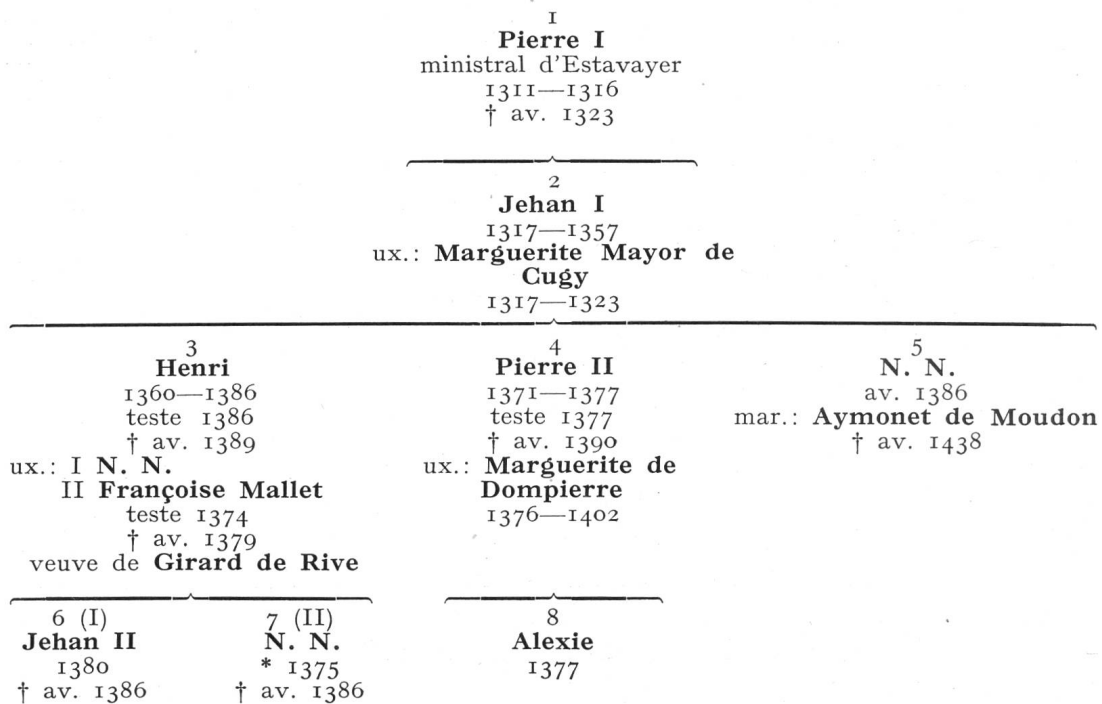 1
Pierre I
ministral d'Estavayer
1311—1316
† av. 1323
2
Jehan I
1317—1357
ux.: Marguerite Mayor de
Cugy
1317—1323
3
Henri
1360—1386
teste 1386
† av. 1389
ux.: I N. N.
II Françoise Mallet
teste 1374
† av. 1379
veuve de Girard de Rive
4
Pierre II
1371—1377
teste 1377
† av. 1390
ux.: Marguerite de
Dompierre
1376—1402
5
N. N.
av. 1386
mar.: Aymonet de Moudon
† av. 1438
6 (I)
Jehan II
1380
† av. 1386
7 (II)
N. N.
* 1375
† av. 1386
8
Alexie
1377